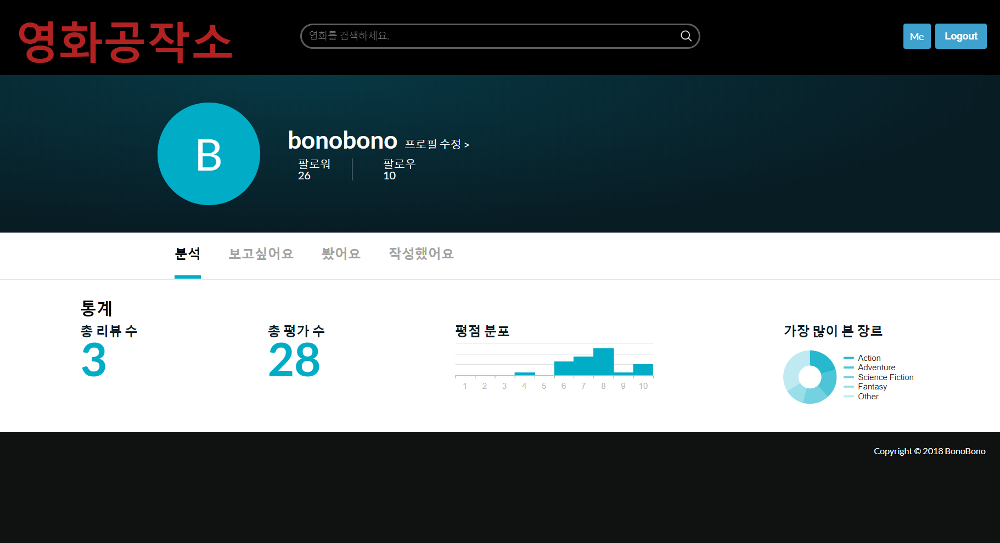 영화공작소
영화를 검색하세요.
Me
Logout
B
bonobono 프로필 수정 >
팔로워
26
팔로우
10
분석
보고싶어요
봤어요
작성했어요
통계
총 리뷰 수
3
총 평가 수
28
평점 분포
1 2 3 4 5 6 7 8 9 10
가장 많이 본 장르
Action
Adventure
Science Fiction
Fantasy
Other
Copyright © 2018 BonoBono